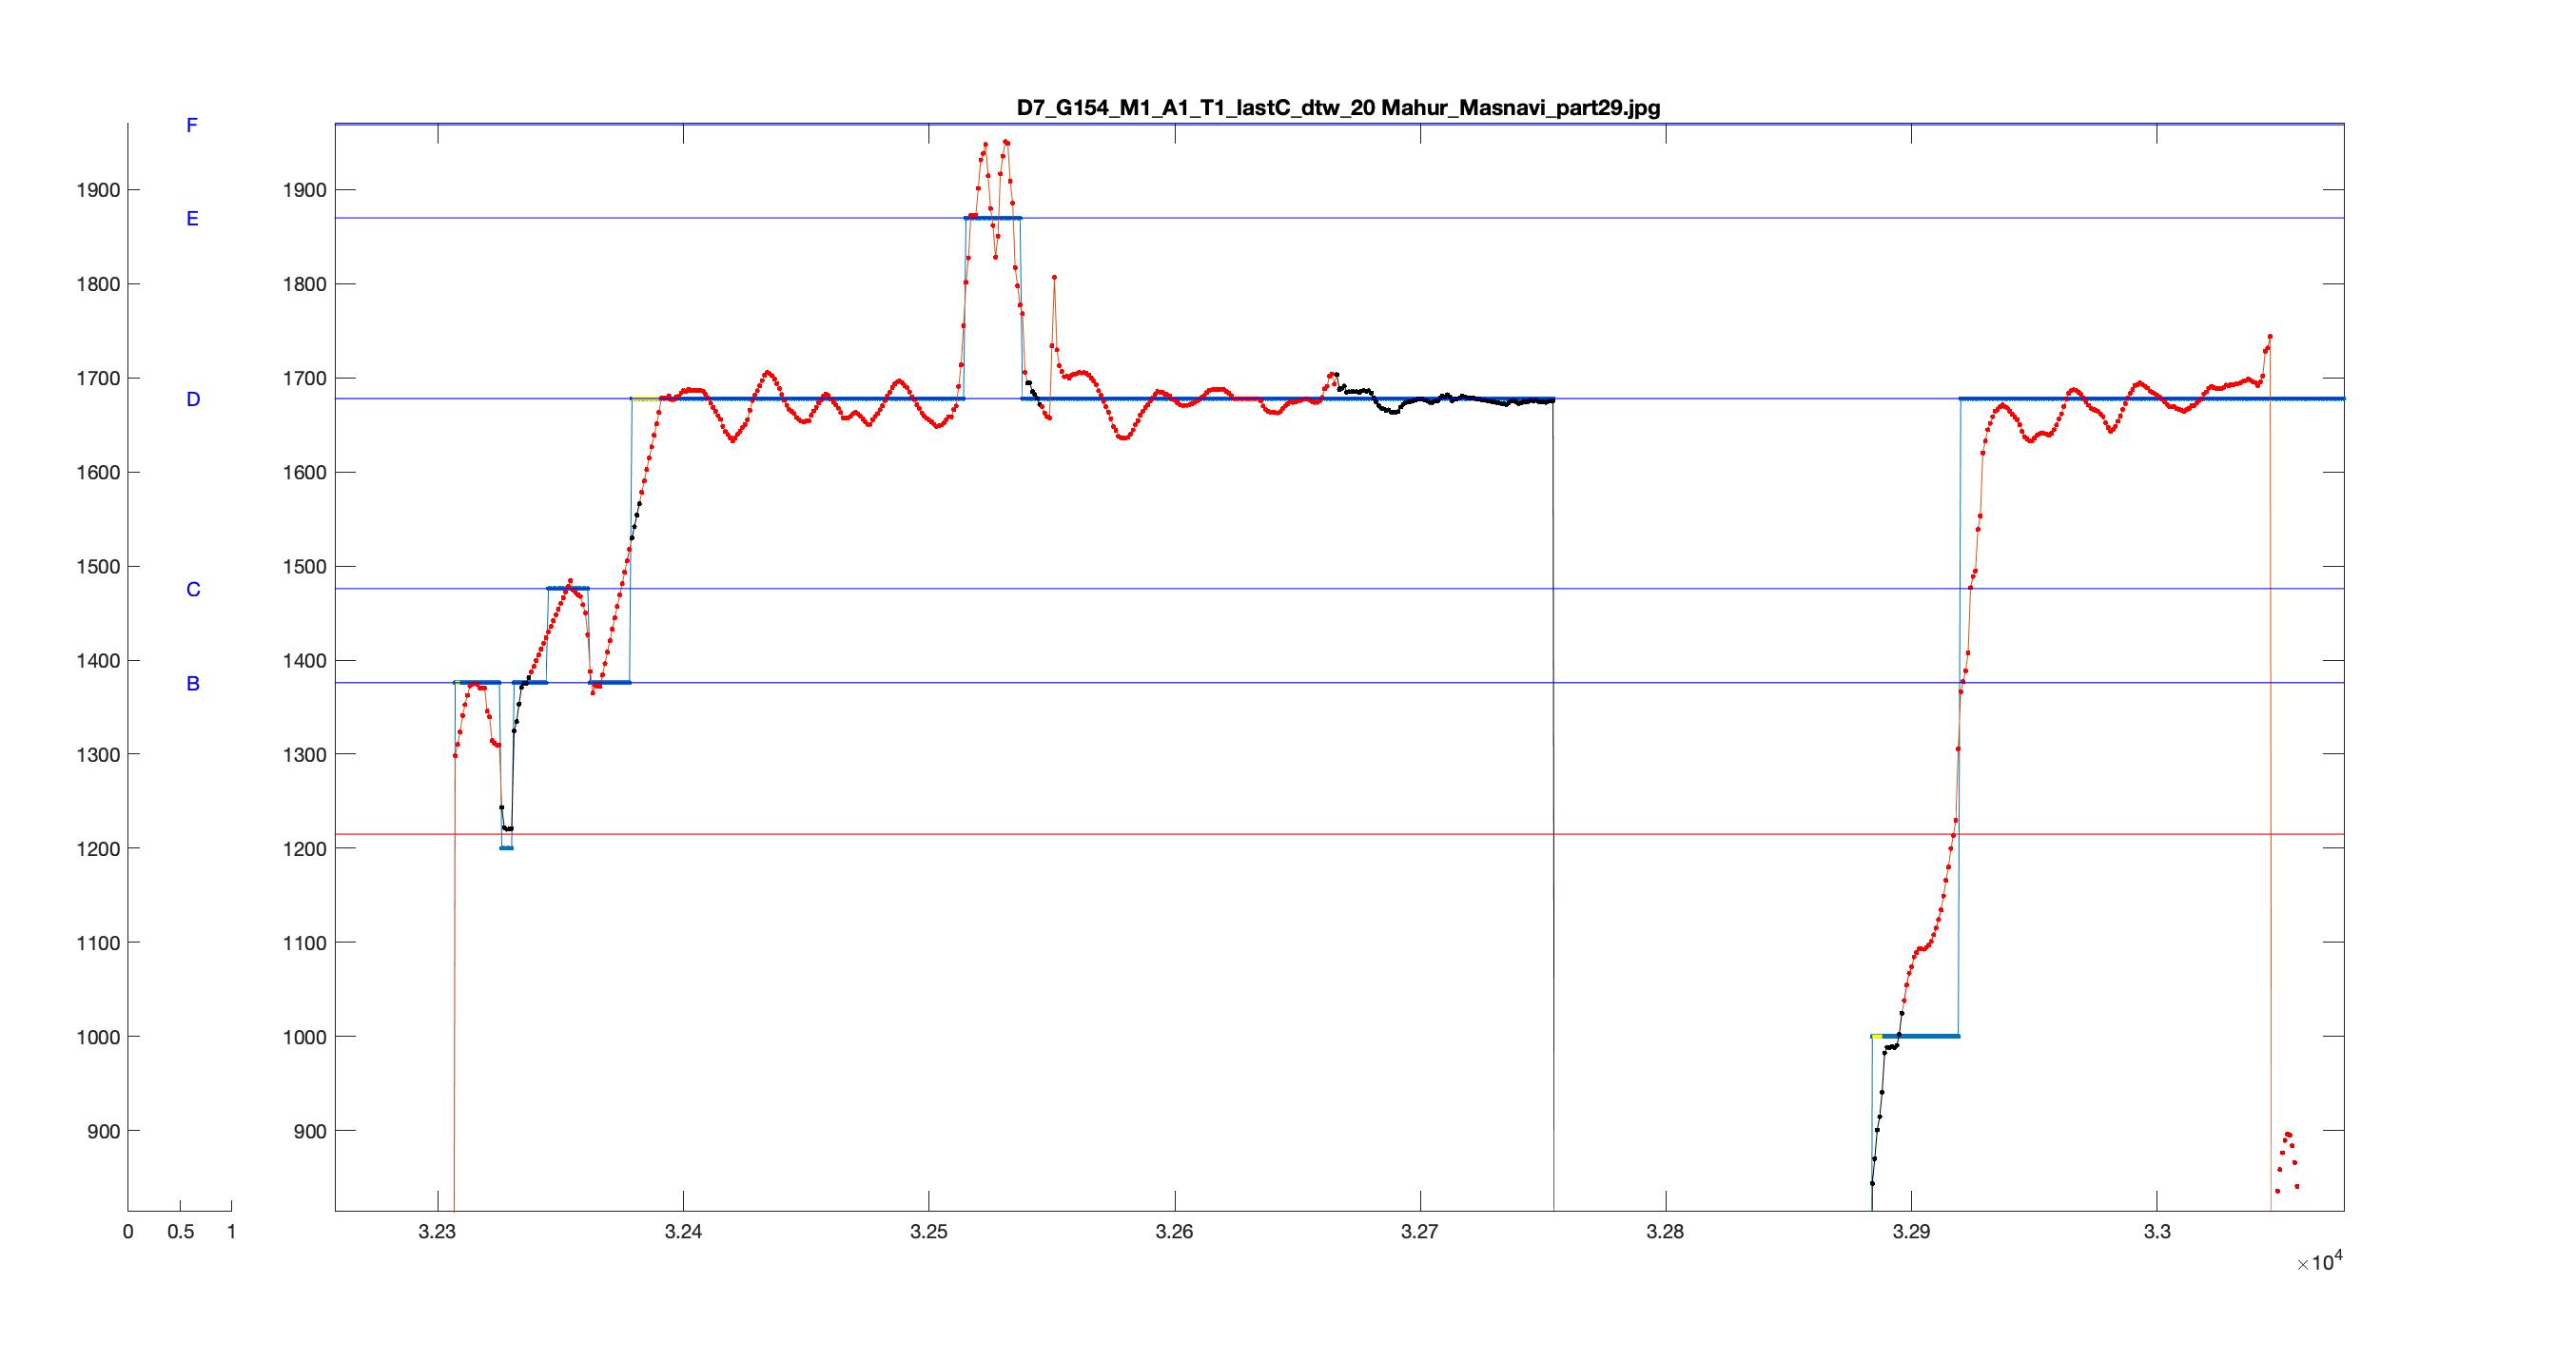 D7_G154_M1_A1_T1_lastC_dtw_20 Mahur_Masnavi_part29.jpg
F
1900 1900
E
1800 1800
1700 1700
D
1600 1600
1500 1500
C
1400 1400
B
1300 1300
1200 1200
1100 1100
1000 1000
900 900
0 0.5 1 3.23 3.24 3.25 3.26 3.27 3.28 3.29 3.3
×10⁴